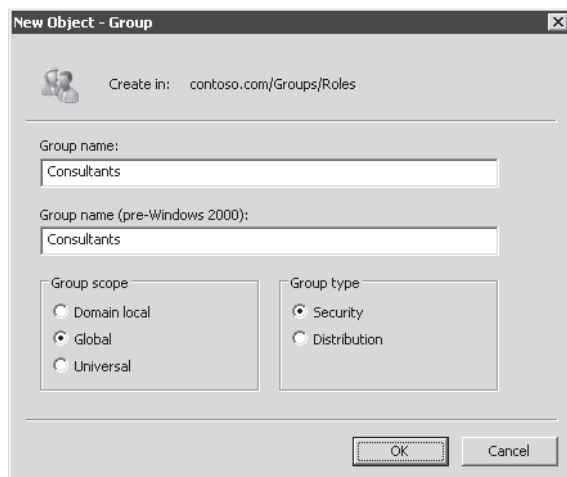 New Object - Group
Create in: contoso.com/Groups/Roles
Group name:
Consultants
Group name (pre-Windows 2000):
Consultants
Group scope
Domain local
Global
Universal
Group type
Security
Distribution
OK Cancel